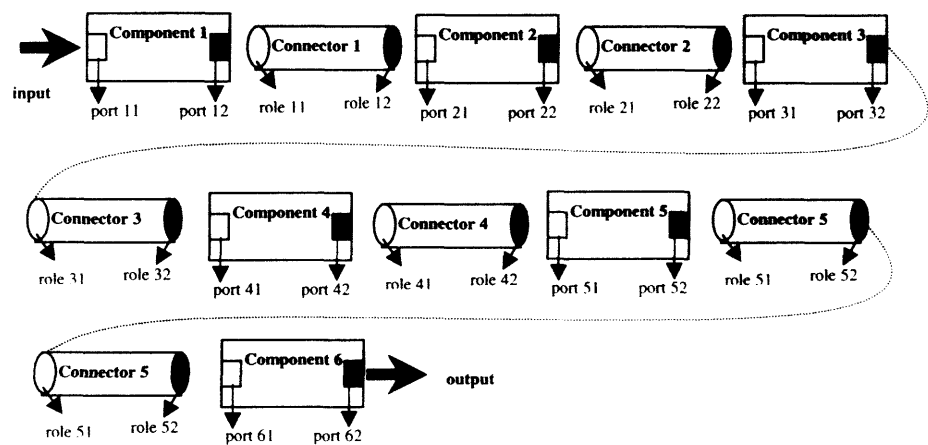 Component 1
Connector 1
Component 2
Connector 2
Component 3
input
port 11
port 12
role 11
role 12
port 21
port 22
role 21
role 22
port 31
port 32
Connector 3
Component 4
Connector 4
Component 5
Connector 5
role 31
role 32
port 41
port 42
role 41
role 42
port 51
port 52
role 51
role 52
Connector 5
Component 6
output
role 51
role 52
port 61
port 62